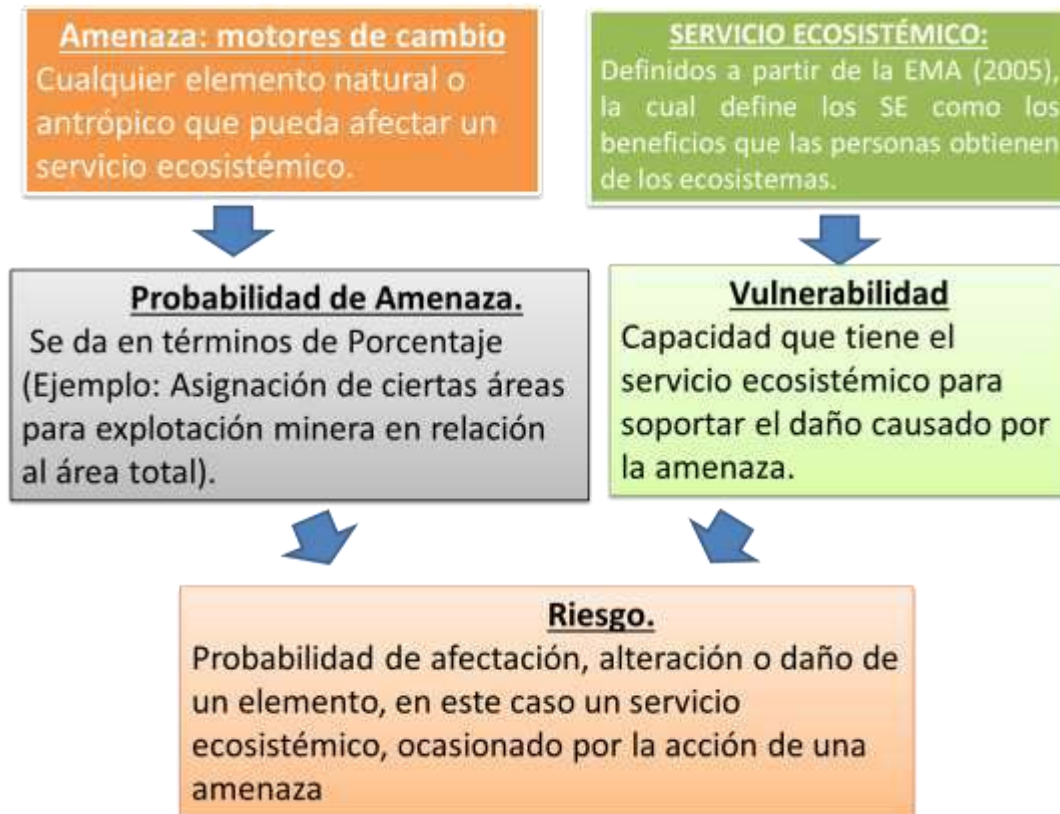 Amenaza: motores de cambio
Cualquier elemento natural o
antrópico que pueda afectar un
servicio ecosistémico.
SERVICIO ECOSISTÉMICO:
Definidos a partir de la EMA (2005),
la cual define los SE como los
beneficios que las personas obtienen
de los ecosistemas.
Probabilidad de Amenaza.
Se da en términos de Porcentaje
(Ejemplo: Asignación de ciertas áreas
para explotación minera en relación
al área total).
Vulnerabilidad
Capacidad que tiene el
servicio ecosistémico para
soportar el daño causado por
la amenaza.
Riesgo.
Probabilidad de afectación, alteración o daño de
un elemento, en este caso un servicio
ecosistémico, ocasionado por la acción de una
amenaza